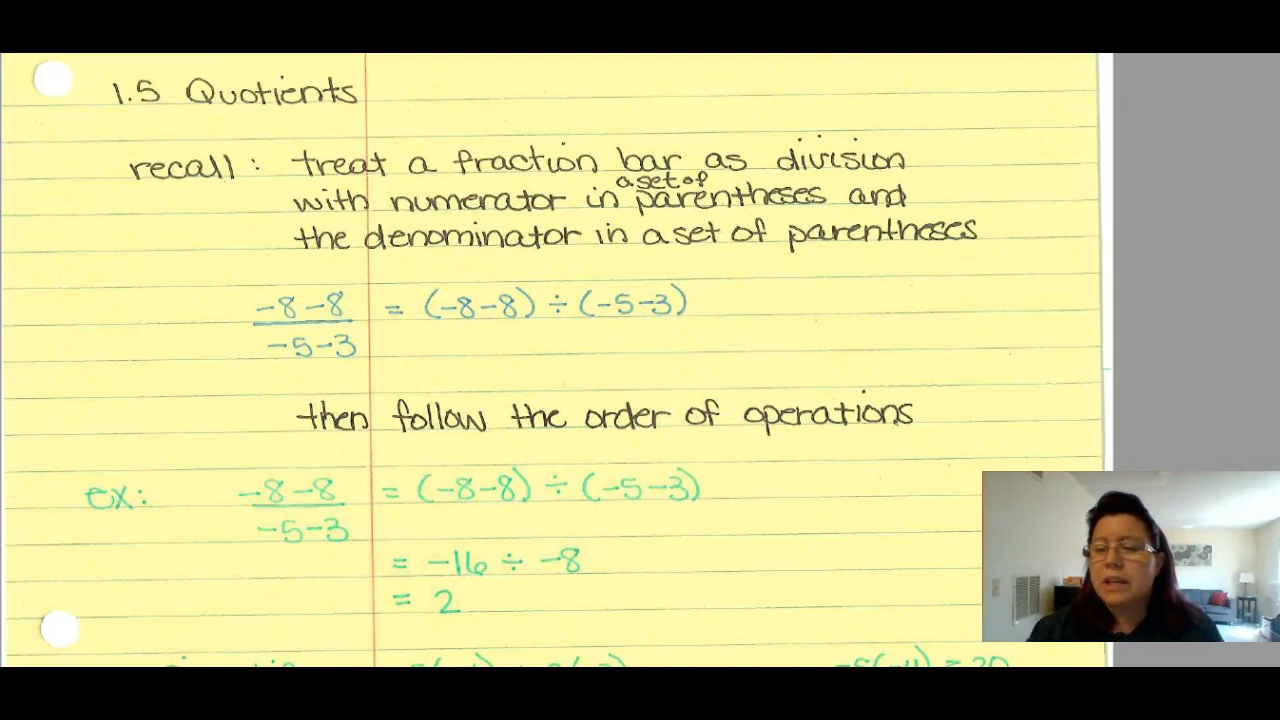 1.5 Quotients
recall: treat a fraction bar as division
with numerator in a set of parentheses and
the denominator in a set of parentheses
-8-8 = (-8-8) ÷ (-5-3)
-5-3
then follow the order of operations
ex: -8-8 = (-8-8) ÷ (-5-3)
-5-3
= -16 ÷ -8
= 2